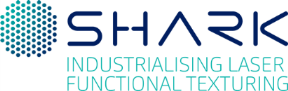 SHARK
INDUSTRIALISING LASER
FUNCTIONAL TEXTURING